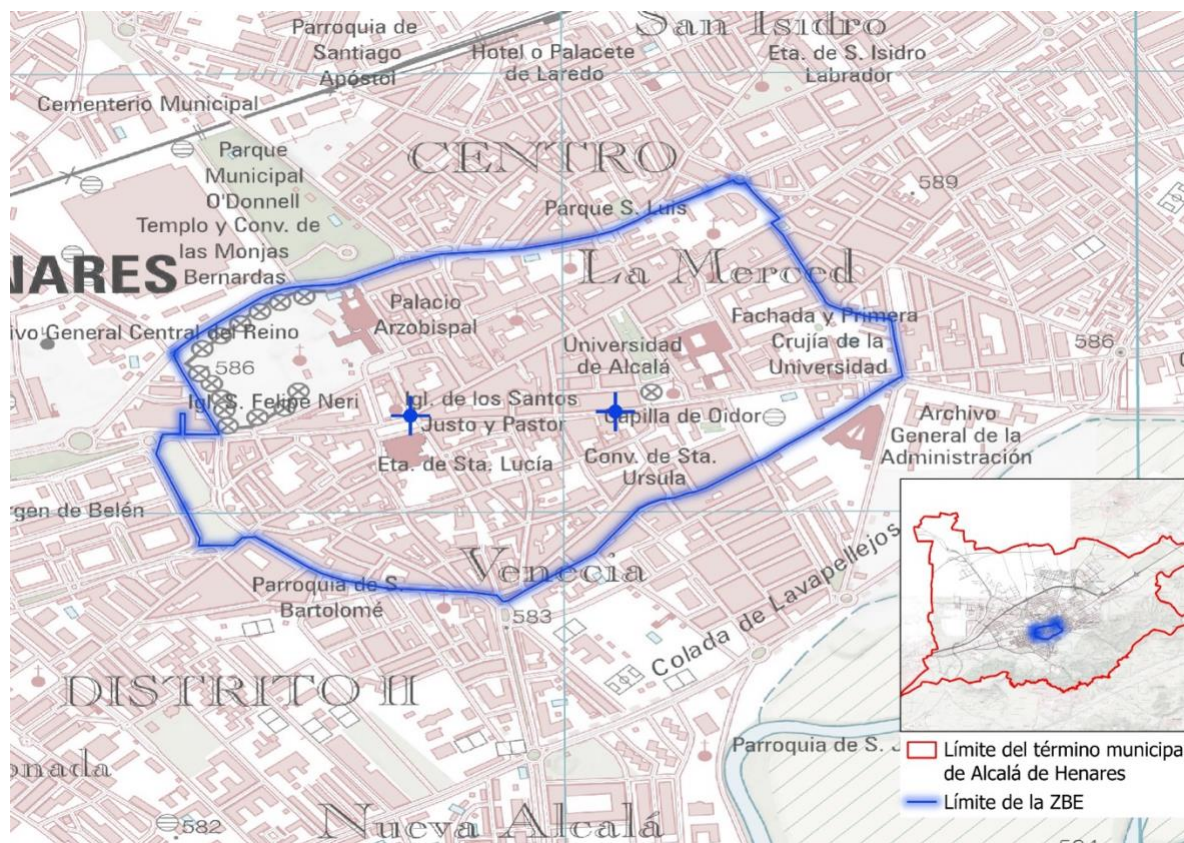 San Isidro
Parroquia de
Santiago
Apóstol
Hotel o Palacete
de Laredo
Eta. de S. Isidro
Labrador
Cementerio Municipal
Parque
Municipal
O'Donnell
CENTRO
589
Templo y Conv. de
las Monjas
Bernardas
Parque S. Luis
NARES
La Merced
Palacio
Arzobispal
Fachada y Primera
Crujía de la
Universidad
ivo General Central del Reino
586
Universidad
de Alcalá
586
Igl. S. Felipe Neri
Igl. de los Santos
Justo y Pastor
Capilla de Oidor
Archivo
General de la
Administración
Eta. de Sta. Lucía
Conv. de Sta.
Ursula
gen de Belén
Venecia
Parroquia de S.
Bartolomé
583
Colada de Lavapellejos
DISTRITO II
Parroquia de S. J
onada
Nueva Alcalá
582
Límite del término municipa
de Alcalá de Henares
Límite de la ZBE